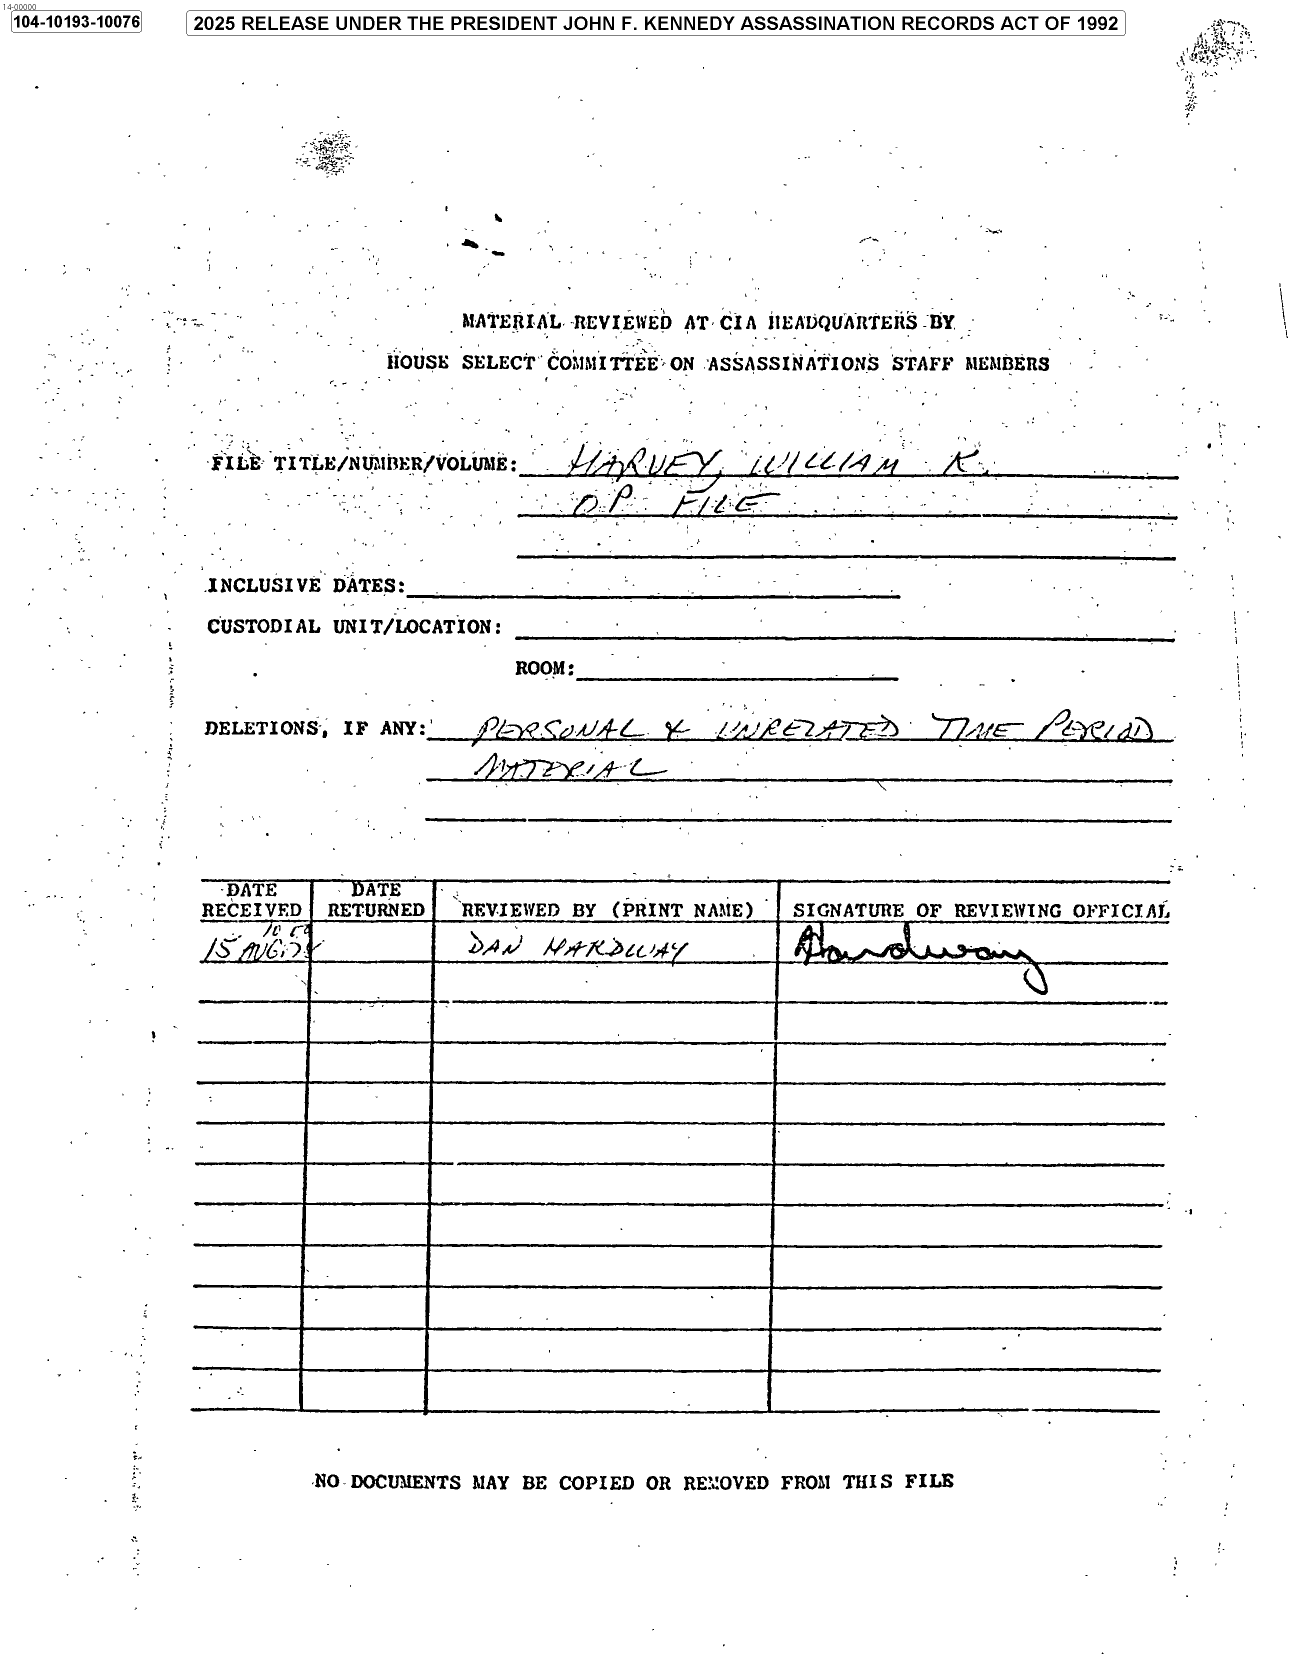 14-00000
104-10193-10076
2025 RELEASE UNDER THE PRESIDENT JOHN F. KENNEDY ASSASSINATION RECORDS ACT OF 1992
MATERIAL REVIEWED AT CIA HEADQUARTERS BY
HOUSE SELECT COMMITTEE ON ASSASSINATIONS STAFF MEMBERS
FILE TITLE/NUMBER/VOLUME: HARVEY, WILLIAM K.
OP FILE
INCLUSIVE DATES:
CUSTODIAL UNIT/LOCATION:
ROOM:
DELETIONS, IF ANY: PERSONAL & UNRELATED TIME PERIOD
MATERIAL
DATE RECEIVED DATE RETURNED REVIEWED BY (PRINT NAME) SIGNATURE OF REVIEWING OFFICIAL
15 AUG DAN HARDWAY Hardway
NO DOCUMENTS MAY BE COPIED OR REMOVED FROM THIS FILE